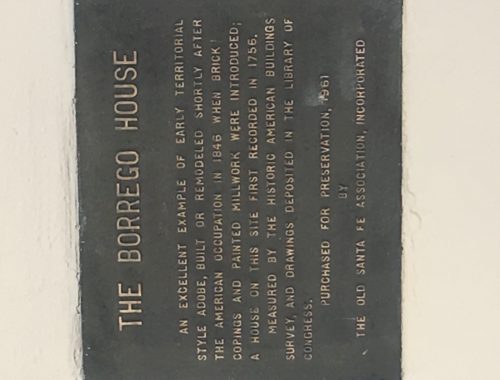 THE BORREGO HOUSE
AN EXCELLENT EXAMPLE OF EARLY TERRITORIAL
STYLE ADOBE, BUILT OR REMODELED SHORTLY AFTER
THE AMERICAN OCCUPATION IN 1846 WHEN BRICK
COPINGS AND PAINTED MILLWORK WERE INTRODUCED;
A HOUSE ON THIS SITE FIRST RECORDED IN 1756.
MEASURED BY THE HISTORIC AMERICAN BUILDINGS
SURVEY, AND DRAWINGS DEPOSITED IN THE LIBRARY OF
CONGRESS.
PURCHASED FOR PRESERVATION, 1961
BY
THE OLD SANTA FE ASSOCIATION, INCORPORATED